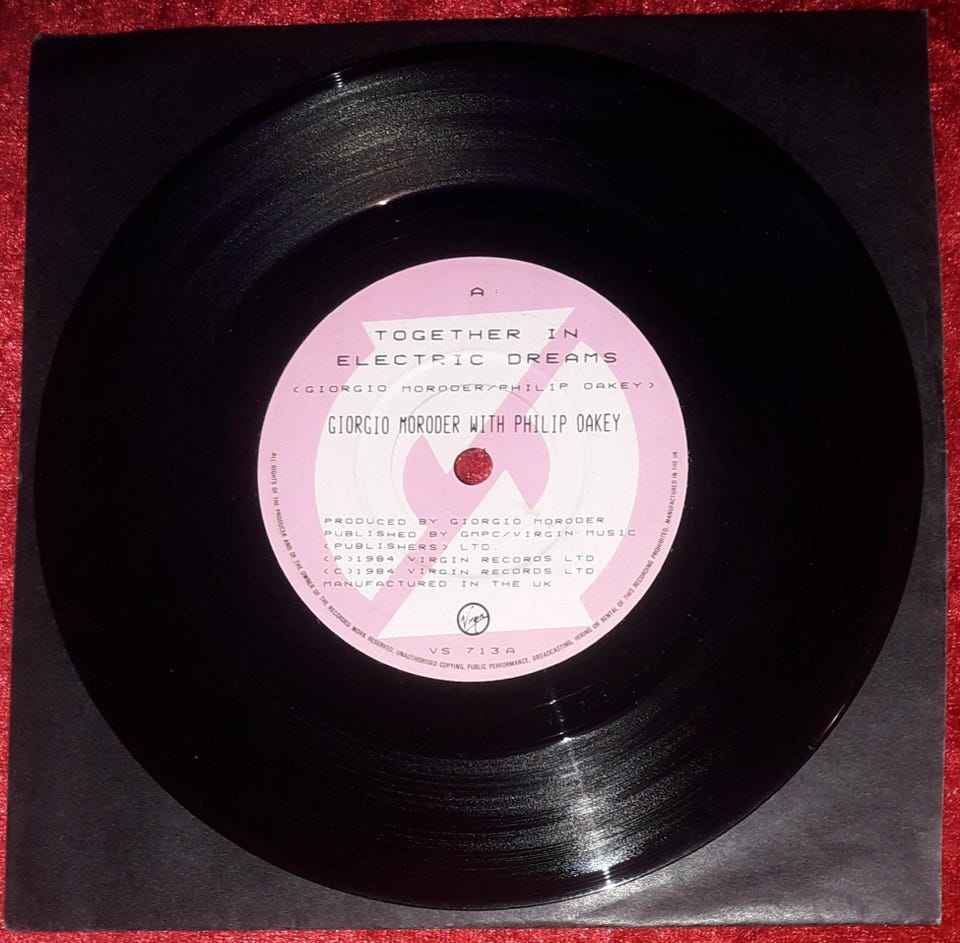 A:
TOGETHER IN
ELECTRIC DREAMS
<GIORGIO MORODER/PHILIP OAKEY>
GIORGIO MORODER WITH PHILIP OAKEY
PRODUCED BY GIORGIO MORODER
PUBLISHED BY GMPC/VIRGIN MUSIC
<PUBLISHERS> LTD
<P>1984 VIRGIN RECORD LTD
<C>1984 VIRGIN RECORDS LTD
MANUFACTURED IN THE UK
Virgin
VS 713A
ALL RIGHTS OF THE PRODUCER AND OF THE OWNER OF THE RECORDED WORK RESERVED. UNAUTHORISED COPYING, PUBLIC PERFORMANCE, BROADCASTING, HIRING OR RENTAL OF THIS RECORDING PROHIBITED. MANUFACTURED IN THE UK